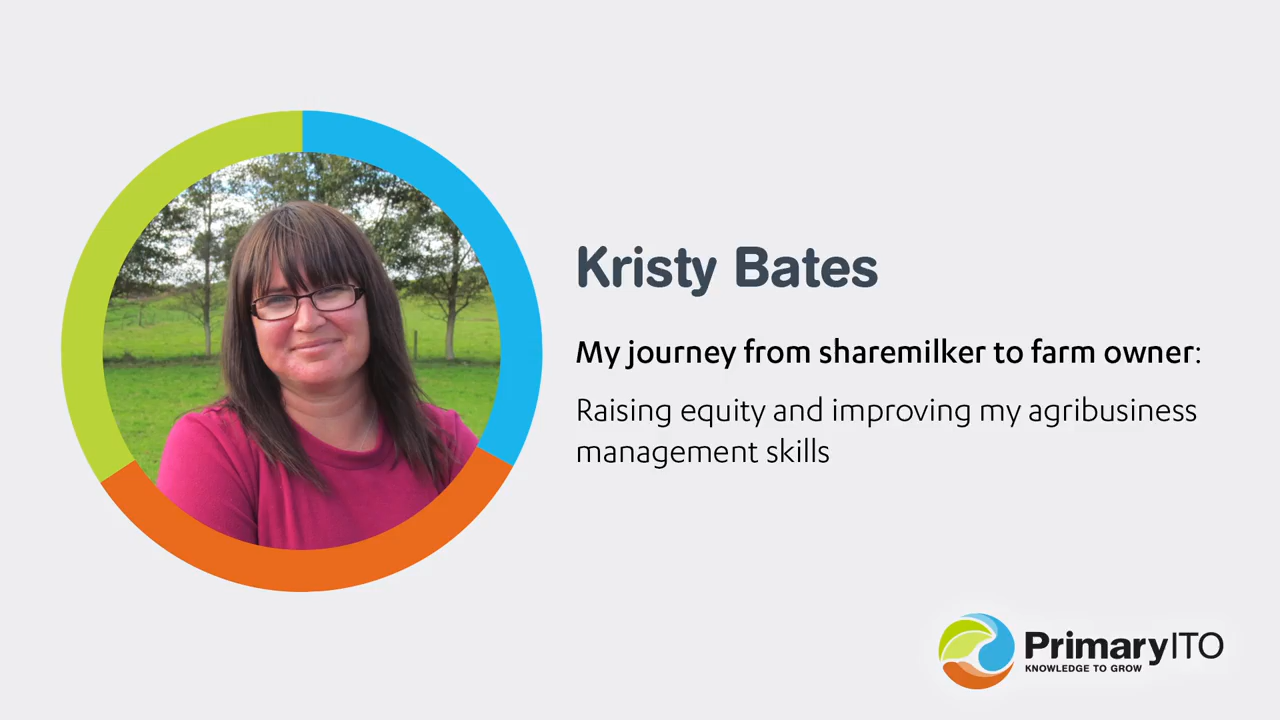 Kristy Bates
My journey from sharemilker to farm owner:
Raising equity and improving my agribusiness
management skills
PrimaryITO
KNOWLEDGE TO GROW